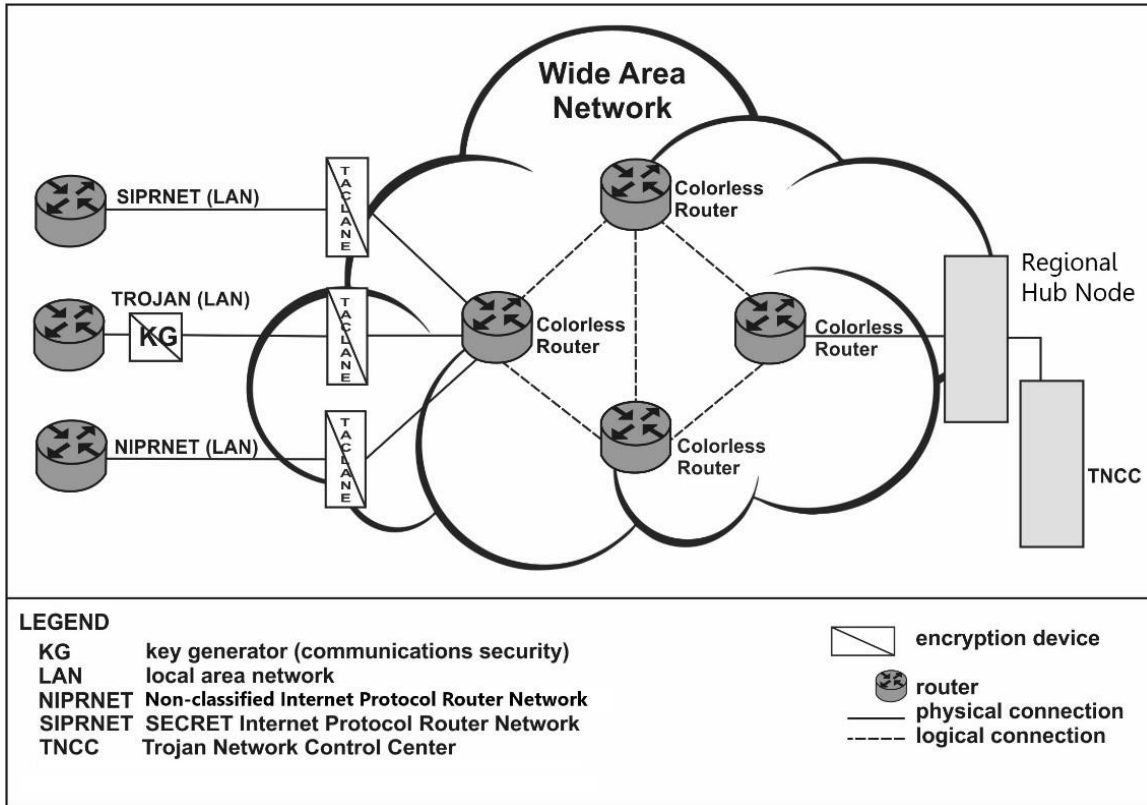 Wide Area
Network
SIPRNET (LAN)
TACLANE
Colorless
Router
TROJAN (LAN)
KG
TACLANE
Colorless
Router
Colorless
Router
Regional
Hub Node
NIPRNET (LAN)
TACLANE
Colorless
Router
TNCC
LEGEND
KG key generator (communications security)
LAN local area network
NIPRNET Non-classified Internet Protocol Router Network
SIPRNET SECRET Internet Protocol Router Network
TNCC Trojan Network Control Center
encryption device
router
physical connection
logical connection